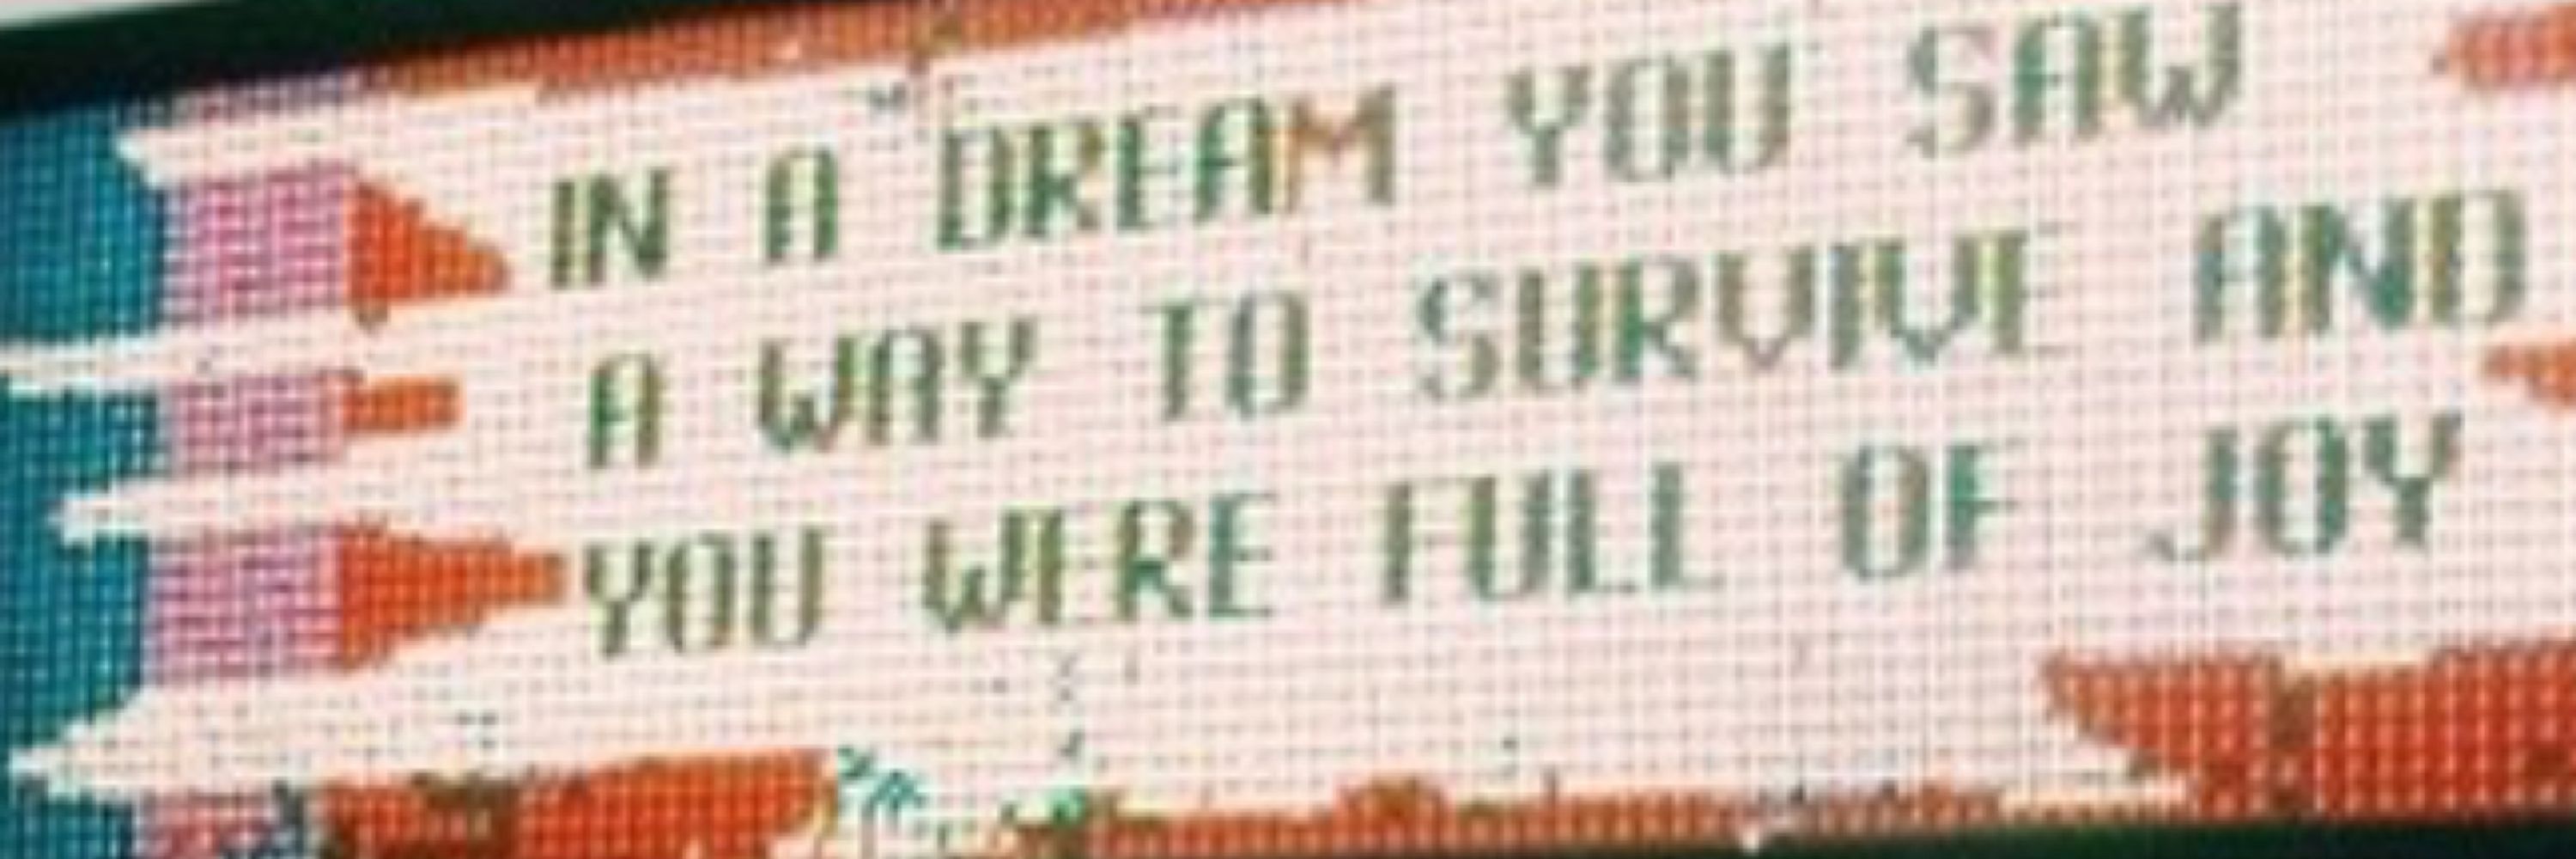 IN A DREAM YOU SAW
A WAY TO SURVIVE AND
YOU WERE FULL OF JOY